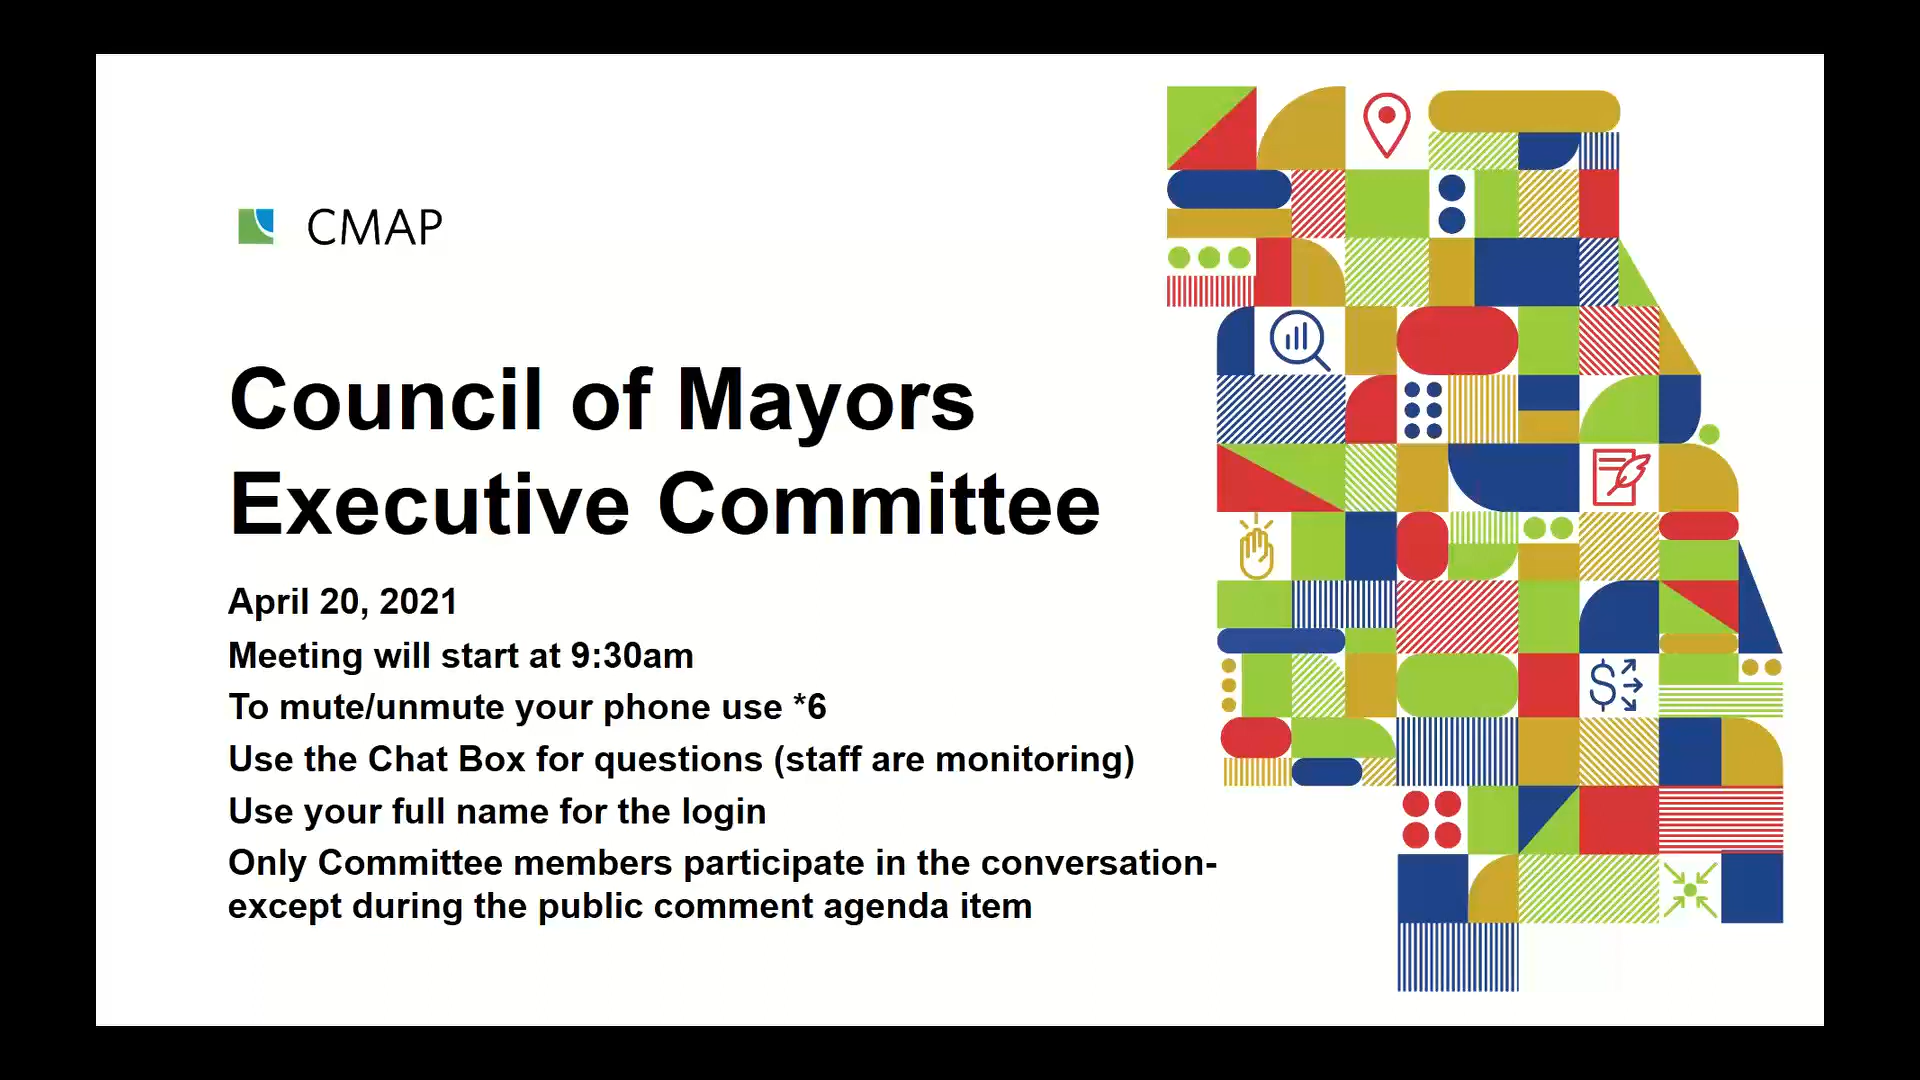 CMAP
Council of Mayors
Executive Committee
April 20, 2021
Meeting will start at 9:30am
To mute/unmute your phone use *6
Use the Chat Box for questions (staff are monitoring)
Use your full name for the login
Only Committee members participate in the conversation-
except during the public comment agenda item